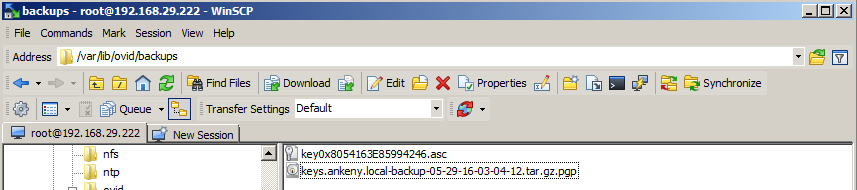 backups - root@192.168.29.222 - WinSCP
File Commands Mark Session View Help
Address /var/lib/ovid/backups
Find Files Download Edit Properties Synchronize
Queue Transfer Settings Default
root@192.168.29.222 New Session
nfs
ntp
ovid
key0x8054163E85994246.asc
keys.ankeny.local-backup-05-29-16-03-04-12.tar.gz.pgp